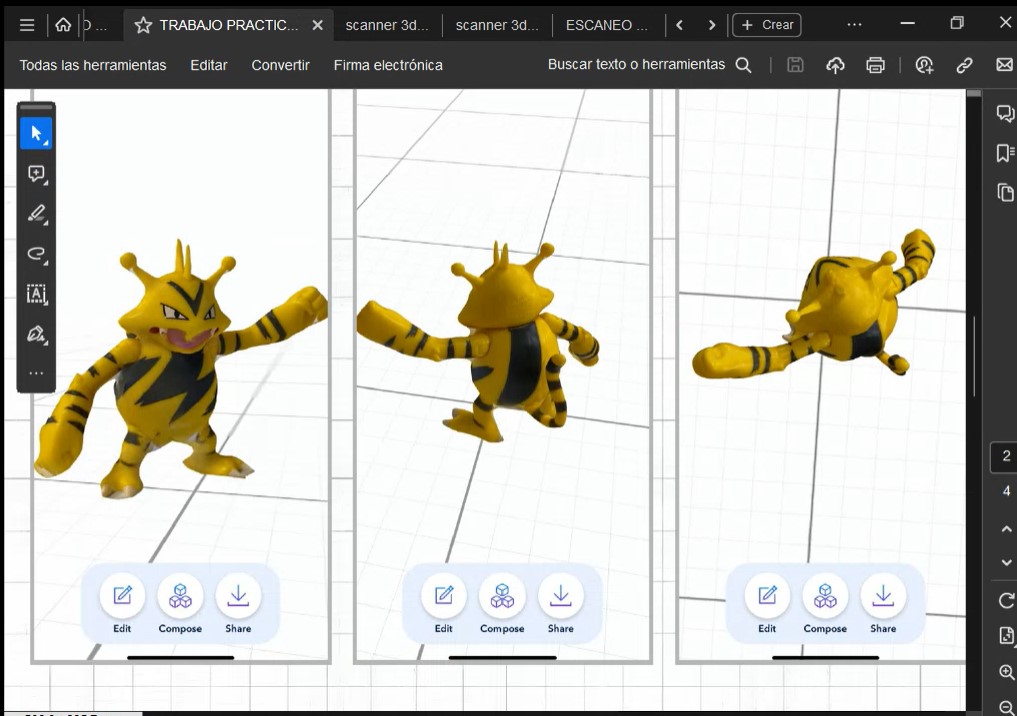 TRABAJO PRACTIC...
scanner 3d...
scanner 3d...
ESCANEO ...
+ Crear
Todas las herramientas
Editar
Convertir
Firma electrónica
Buscar texto o herramientas
2
4
Edit
Compose
Share
Edit
Compose
Share
Edit
Compose
Share